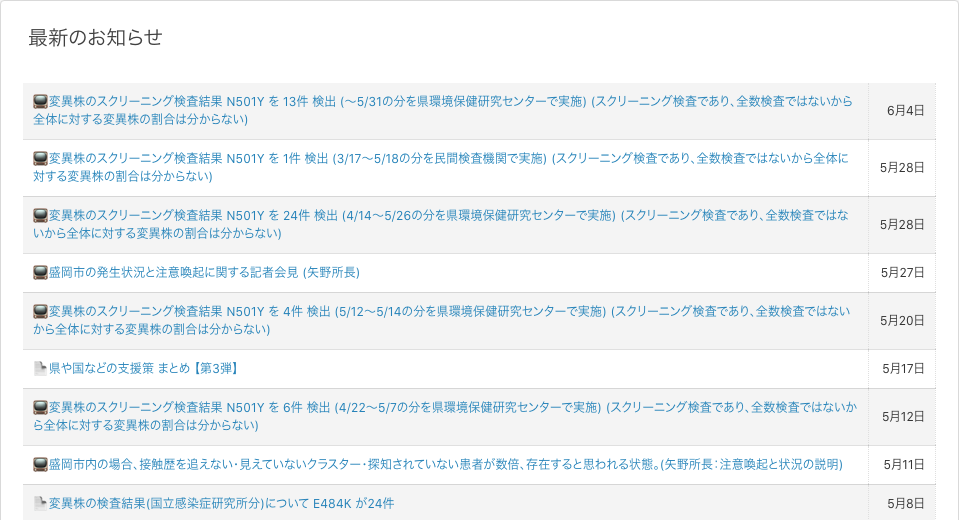 最新のお知らせ
変異株のスクリーニング検査結果 N501Y を 13件 検出 (〜5/31の分を県環境保健研究センターで実施) (スクリーニング検査であり、全数検査ではないから
全体に対する変異株の割合は分からない)
6月4日
変異株のスクリーニング検査結果 N501Y を 1件 検出 (3/17〜5/18の分を民間検査機関で実施) (スクリーニング検査であり、全数検査ではないから全体に
対する変異株の割合は分からない)
5月28日
変異株のスクリーニング検査結果 N501Y を 24件 検出 (4/14〜5/26の分を県環境保健研究センターで実施) (スクリーニング検査であり、全数検査ではな
いから全体に対する変異株の割合は分からない)
5月28日
盛岡市の発生状況と注意喚起に関する記者会見 (矢野所長)
5月27日
変異株のスクリーニング検査結果 N501Y を 4件 検出 (5/12〜5/14の分を県環境保健研究センターで実施) (スクリーニング検査であり、全数検査ではない
から全体に対する変異株の割合は分からない)
5月20日
県や国などの支援策 まとめ【第3弾】
5月17日
変異株のスクリーニング検査結果 N501Y を 6件 検出 (4/22〜5/7の分を県環境保健研究センターで実施) (スクリーニング検査であり、全数検査ではないか
ら全体に対する変異株の割合は分からない)
5月12日
盛岡市内の場合、接触歴を追えない・見えていないクラスター・探知されていない患者が数倍、存在すると思われる状態。(矢野所長：注意喚起と状況の説明)
5月11日
変異株の検査結果(国立感染症研究所分)について E484K が24件
5月8日